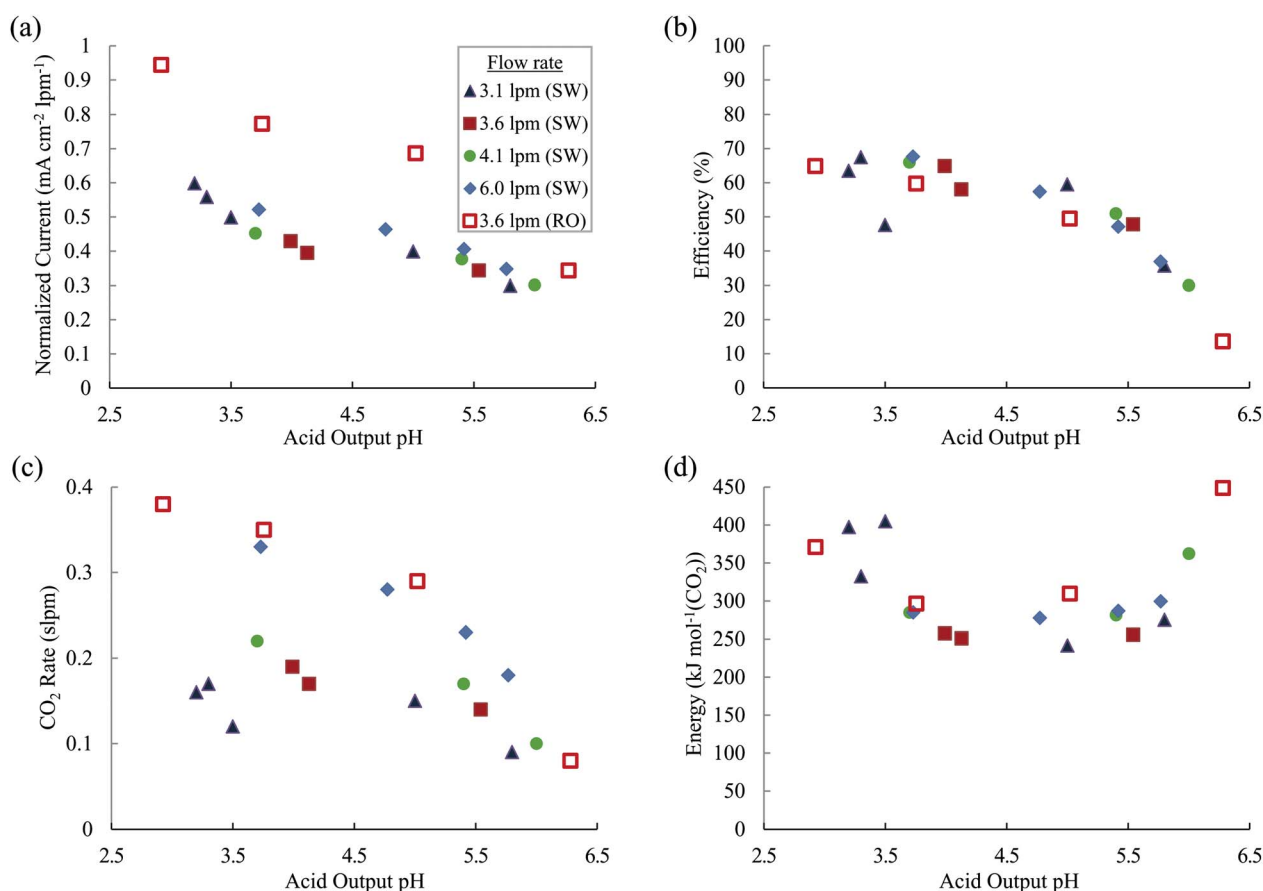 (a)
Normalized Current (mA cm⁻² lpm⁻¹)
1
0.9
0.8
0.7
0.6
0.5
0.4
0.3
0.2
0.1
0
2.5 3.5 4.5 5.5 6.5
Acid Output pH
Flow rate
3.1 lpm (SW)
3.6 lpm (SW)
4.1 lpm (SW)
6.0 lpm (SW)
3.6 lpm (RO)
(b)
Efficiency (%)
100
90
80
70
60
50
40
30
20
10
0
2.5 3.5 4.5 5.5 6.5
Acid Output pH
(c)
CO₂ Rate (slpm)
0.4
0.3
0.2
0.1
0
2.5 3.5 4.5 5.5 6.5
Acid Output pH
(d)
Energy (kJ mol⁻¹(CO₂))
450
400
350
300
250
200
150
100
50
0
2.5 3.5 4.5 5.5 6.5
Acid Output pH